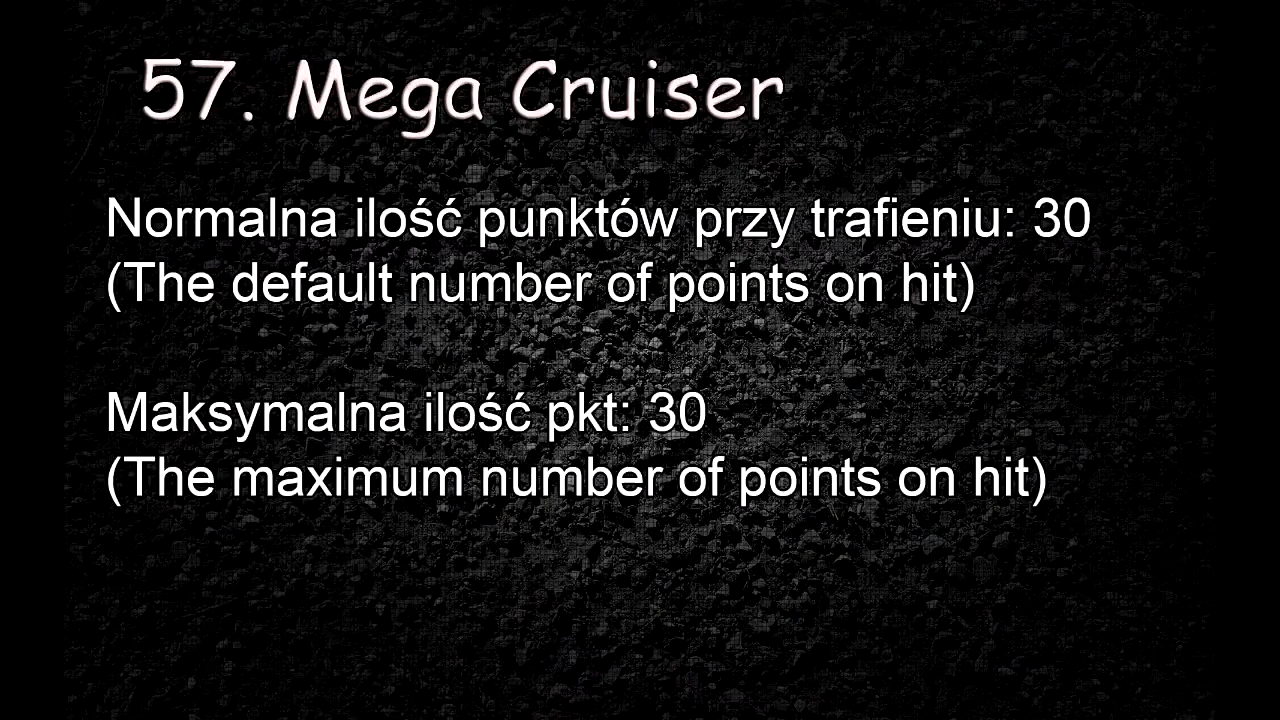 57. Mega Cruiser
Normalna ilość punktów przy trafieniu: 30
(The default number of points on hit)
Maksymalna ilość pkt: 30
(The maximum number of points on hit)